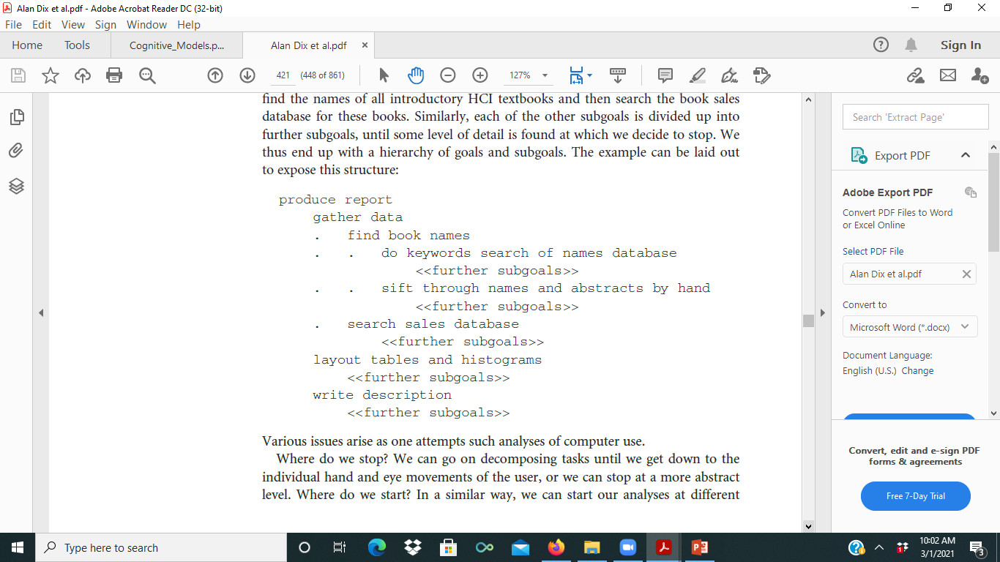 Alan Dix et al.pdf - Adobe Acrobat Reader DC (32-bit)
File Edit View Sign Window Help
Home Tools Cognitive_Models.p... Alan Dix et al.pdf × Sign In
421 (448 of 861) 127%
find the names of all introductory HCI textbooks and then search the book sales
database for these books. Similarly, each of the other subgoals is divided up into
further subgoals, until some level of detail is found at which we decide to stop. We
thus end up with a hierarchy of goals and subgoals. The example can be laid out
to expose this structure:
produce report
gather data
. find book names
. . do keywords search of names database
<<further subgoals>>
. . sift through names and abstracts by hand
<<further subgoals>>
. search sales database
<<further subgoals>>
layout tables and histograms
<<further subgoals>>
write description
<<further subgoals>>
Various issues arise as one attempts such analyses of computer use.
Where do we stop? We can go on decomposing tasks until we get down to the
individual hand and eye movements of the user, or we can stop at a more abstract
level. Where do we start? In a similar way, we can start our analyses at different
Search 'Extract Page'
Export PDF
Adobe Export PDF
Convert PDF Files to Word
or Excel Online
Select PDF File
Alan Dix et al.pdf
Convert to
Microsoft Word (*.docx)
Document Language:
English (U.S.) Change
Convert, edit and e-sign PDF
forms & agreements
Free 7-Day Trial
Type here to search
10:02 AM
3/1/2021
1
3